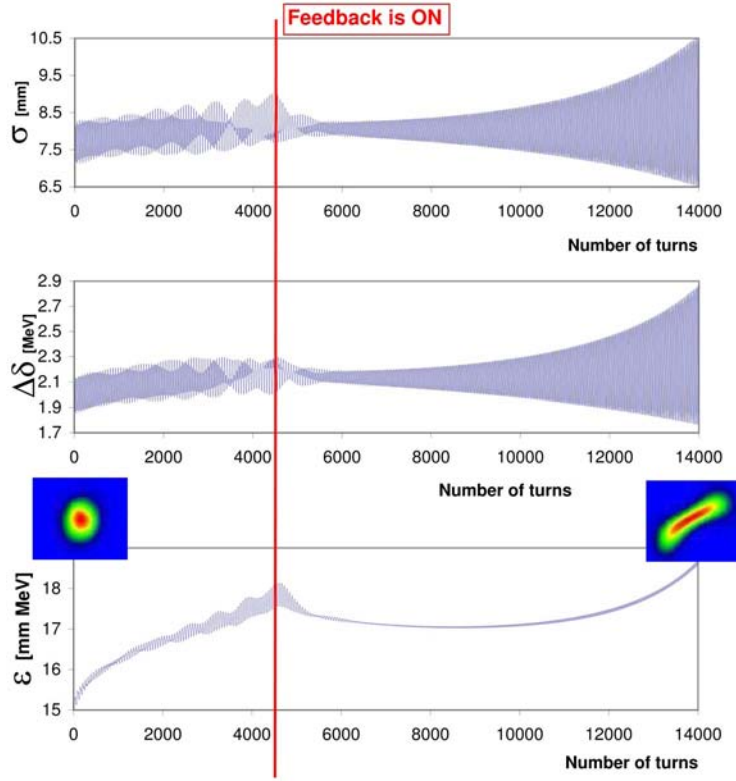 Feedback is ON
10.5
9.5
8.5
7.5
6.5
σ [mm]
0 2000 4000 6000 8000 10000 12000 14000
Number of turns
2.9
2.7
2.5
2.3
2.1
1.9
1.7
Δδ [MeV]
0 2000 4000 6000 8000 10000 12000 14000
Number of turns
18
17
16
15
ε [mm MeV]
0 2000 4000 6000 8000 10000 12000 14000
Number of turns